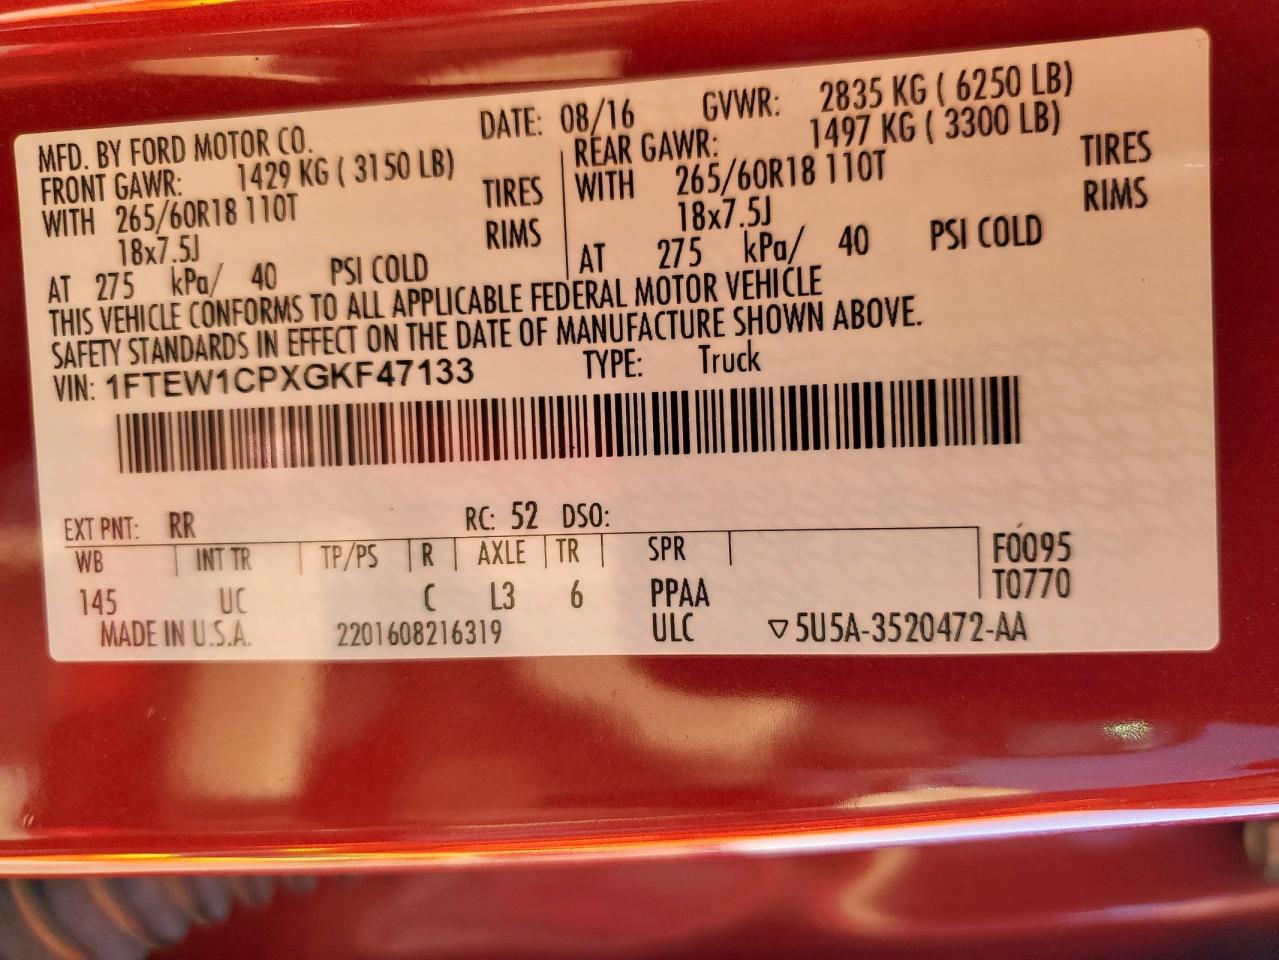 MFD. BY FORD MOTOR CO. DATE: 08/16 GVWR: 2835 KG ( 6250 LB)
FRONT GAWR: 1429 KG ( 3150 LB) REAR GAWR: 1497 KG ( 3300 LB)
WITH 265/60R18 110T TIRES WITH 265/60R18 110T TIRES
18x7.5J RIMS 18x7.5J RIMS
AT 275 kPa/ 40 PSI COLD AT 275 kPa/ 40 PSI COLD
THIS VEHICLE CONFORMS TO ALL APPLICABLE FEDERAL MOTOR VEHICLE
SAFETY STANDARDS IN EFFECT ON THE DATE OF MANUFACTURE SHOWN ABOVE.
VIN: 1FTEW1CPXGKF47133 TYPE: Truck
EXT PNT: RR RC: 52 DSO:
WB INT TR TP/PS R AXLE TR SPR F0095
145 UC C L3 6 PPAA T0770
MADE IN U.S.A. 2201608216319 ULC ▽5U5A-3520472-AA